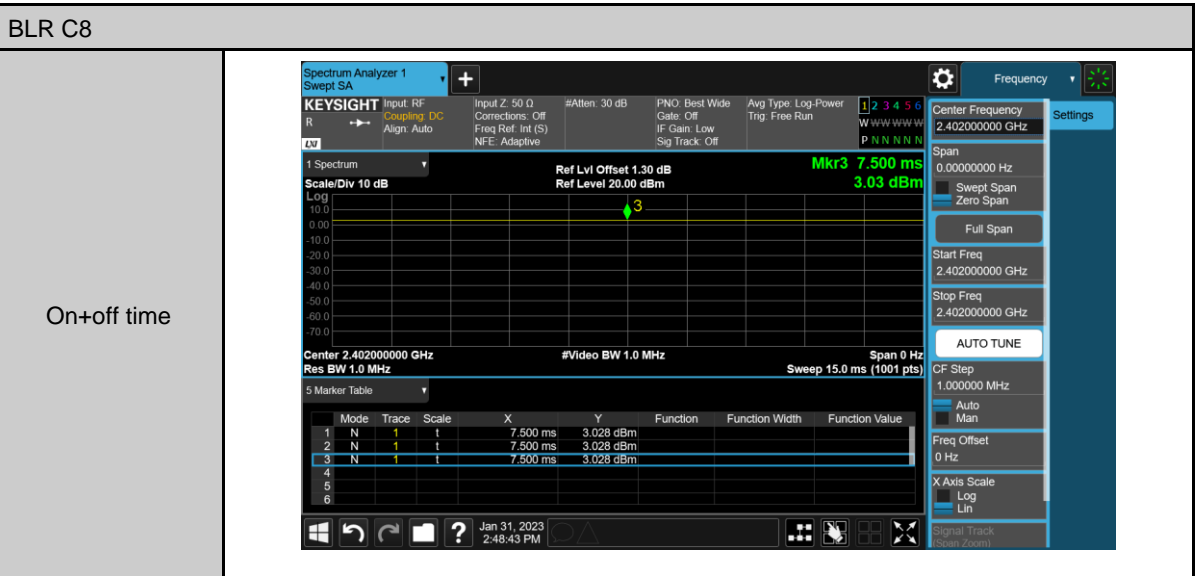 BLR C8
On+off time
Spectrum Analyzer 1
Swept SA
Frequency
KEYSIGHT
R
LXI
Input: RF
Coupling: DC
Align: Auto
Input Z: 50 Ω
Corrections: Off
Freq Ref: Int (S)
NFE: Adaptive
#Atten: 30 dB
PNO: Best Wide
Gate: Off
IF Gain: Low
Sig Track: Off
Avg Type: Log-Power
Trig: Free Run
1 2 3 4 5 6
W W W W W W
P N N N N N
Center Frequency
2.402000000 GHz
Settings
1 Spectrum
Scale/Div 10 dB
Ref Lvl Offset 1.30 dB
Ref Level 20.00 dBm
Mkr3 7.500 ms
3.03 dBm
Log
10.0
0.00
-10.0
-20.0
-30.0
-40.0
-50.0
-60.0
-70.0
3
Center 2.402000000 GHz
Res BW 1.0 MHz
#Video BW 1.0 MHz
Span 0 Hz
Sweep 15.0 ms (1001 pts)
Span
0.00000000 Hz
Swept Span
Zero Span
Full Span
Start Freq
2.402000000 GHz
Stop Freq
2.402000000 GHz
AUTO TUNE
CF Step
1.000000 MHz
Auto
Man
Freq Offset
0 Hz
X Axis Scale
Log
Lin
Signal Track
(Span Zoom)
5 Marker Table
Mode Trace Scale X Y Function Function Width Function Value
1 N 1 t 7.500 ms 3.028 dBm
2 N 1 t 7.500 ms 3.028 dBm
3 N 1 t 7.500 ms 3.028 dBm
4
5
6
?
Jan 31, 2023
2:48:43 PM